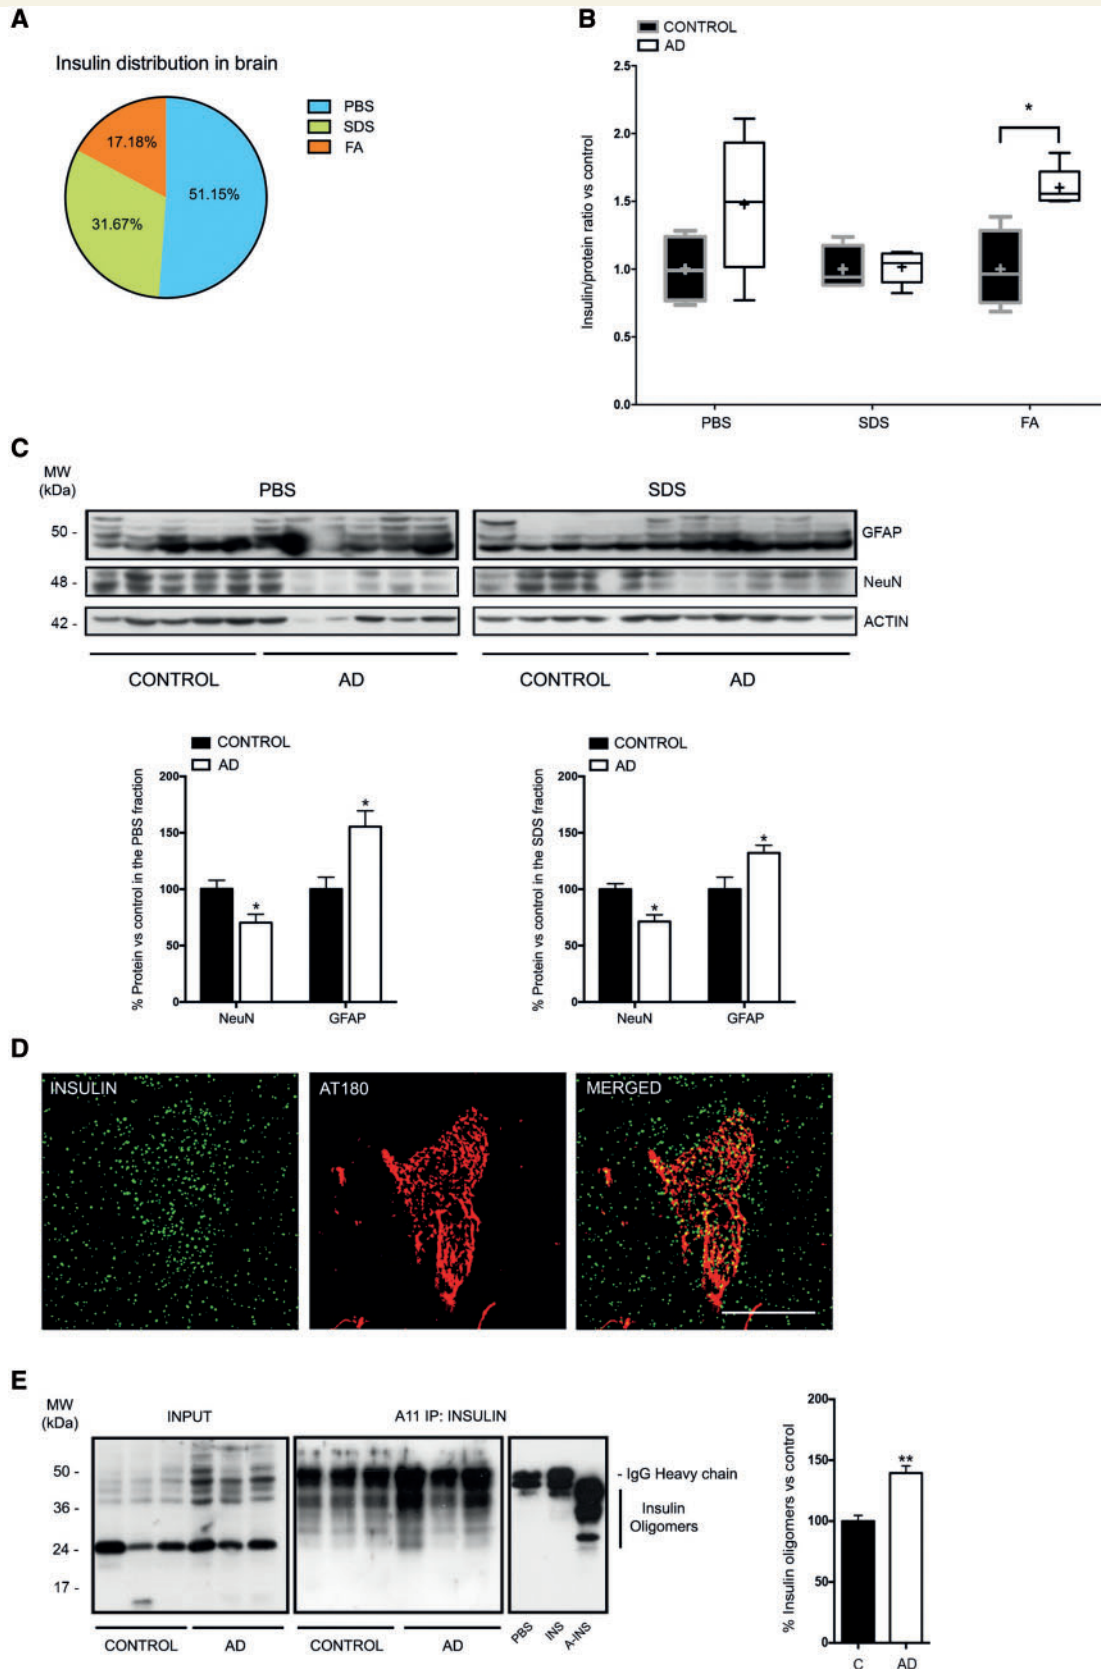 A
Insulin distribution in brain
17.18%
51.15%
31.67%
PBS
SDS
FA
B
CONTROL
AD
Insulin/protein ratio vs control
2.5
2.0
1.5
1.0
0.5
0.0
*
PBS SDS FA
C
MW
(kDa)
PBS SDS
50 - GFAP
48 - NeuN
42 - ACTIN
CONTROL AD CONTROL AD
CONTROL
AD
% Protein vs control in the PBS fraction
200
150
100
50
0
*
*
NeuN GFAP
CONTROL
AD
% Protein vs control in the SDS fraction
200
150
100
50
0
*
*
NeuN GFAP
D
INSULIN AT180 MERGED
E
MW
(kDa)
INPUT A11 IP: INSULIN
50 -
36 -
24 -
17 -
- IgG Heavy chain
Insulin
Oligomers
CONTROL AD CONTROL AD
PBS INS A-INS
% Insulin oligomers vs control
200
150
100
50
0
**
C AD